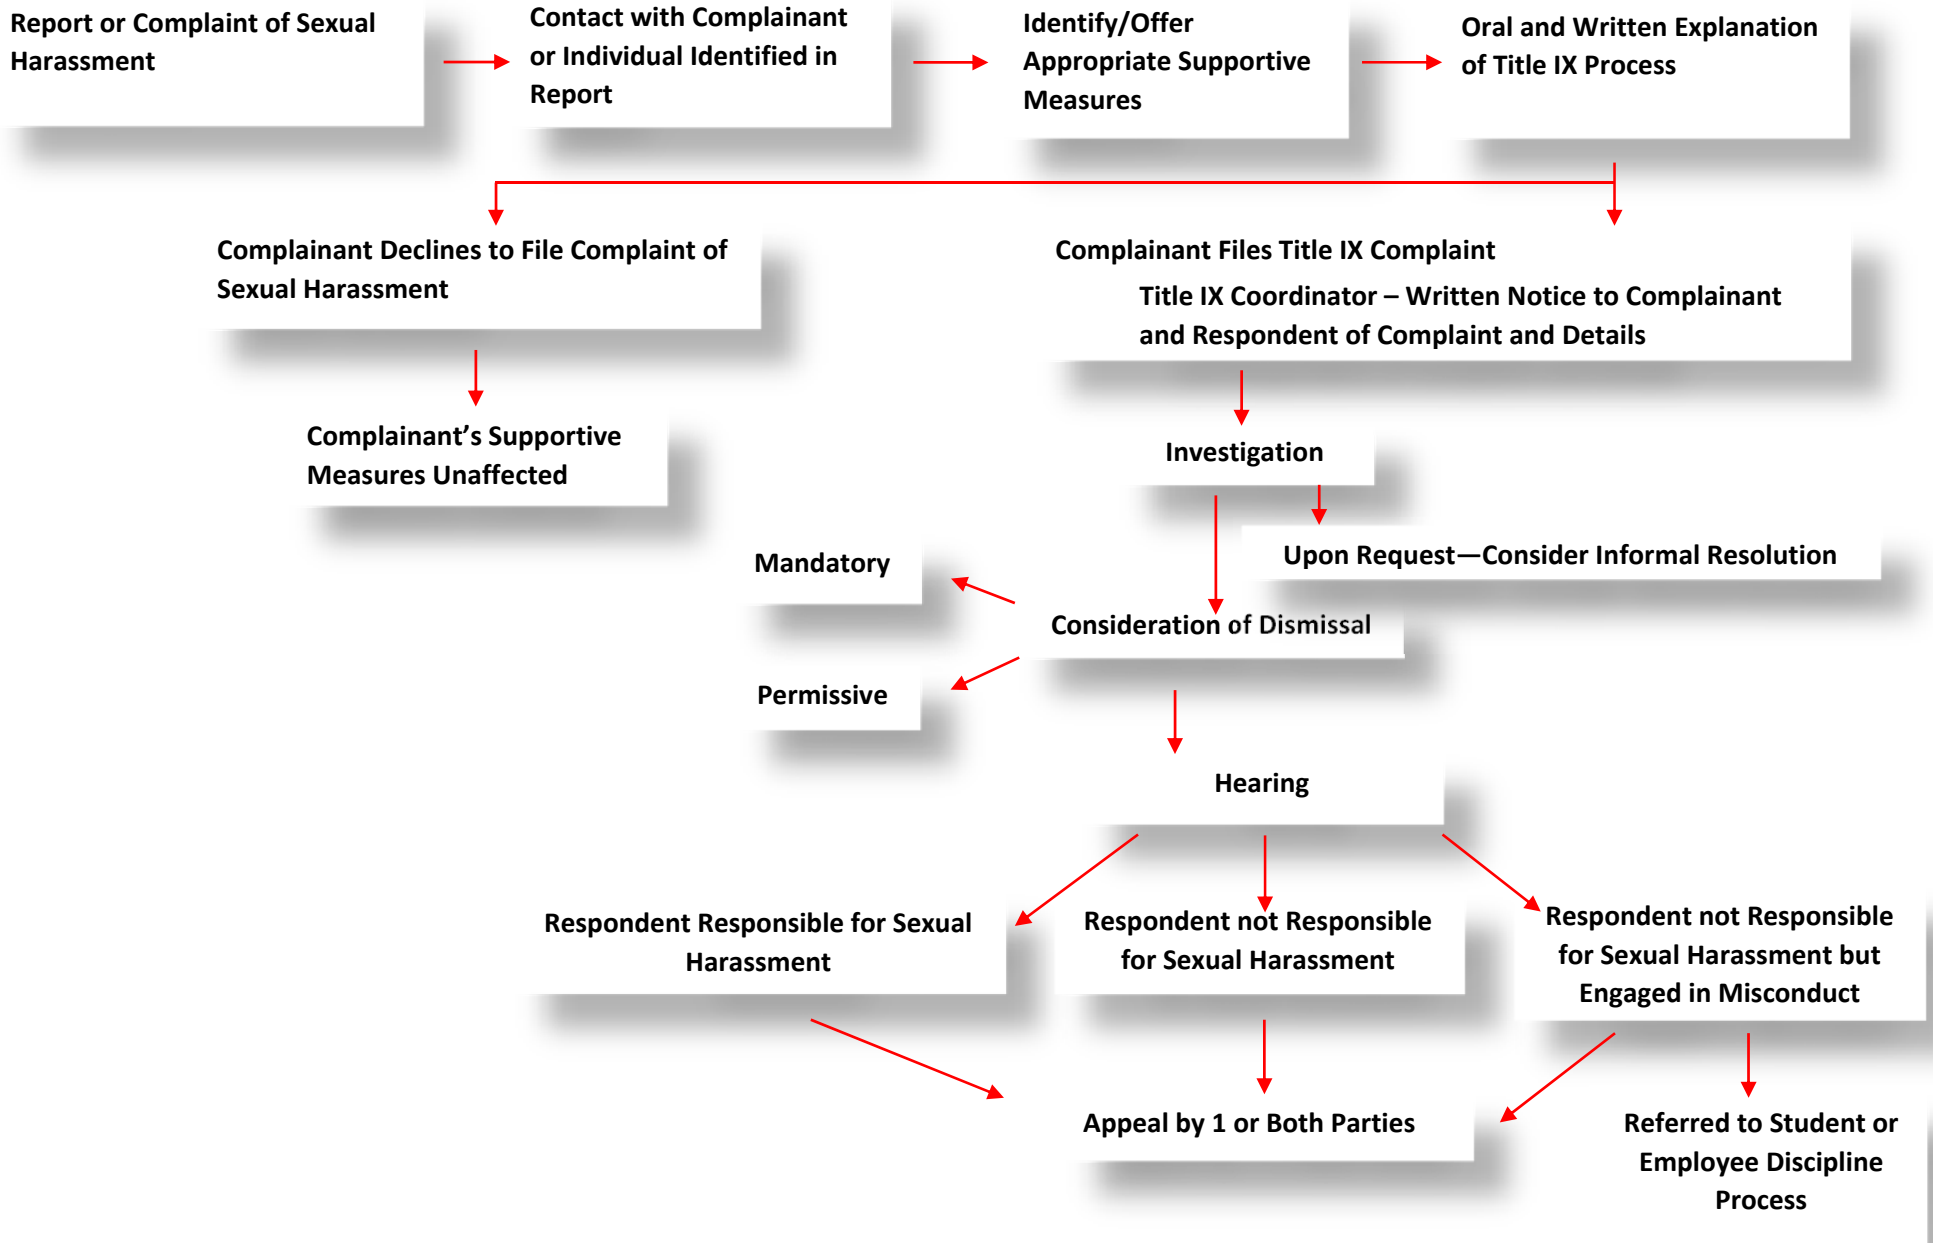 Report or Complaint of Sexual
Harassment
Contact with Complainant
or Individual Identified in
Report
Identify/Offer
Appropriate Supportive
Measures
Oral and Written Explanation
of Title IX Process
Complainant Declines to File Complaint of
Sexual Harassment
Complainant Files Title IX Complaint
Title IX Coordinator – Written Notice to Complainant
and Respondent of Complaint and Details
Complainant’s Supportive
Measures Unaffected
Investigation
Upon Request—Consider Informal Resolution
Mandatory
Consideration of Dismissal
Permissive
Hearing
Respondent Responsible for Sexual
Harassment
Respondent not Responsible
for Sexual Harassment
Respondent not Responsible
for Sexual Harassment but
Engaged in Misconduct
Appeal by 1 or Both Parties
Referred to Student or
Employee Discipline
Process